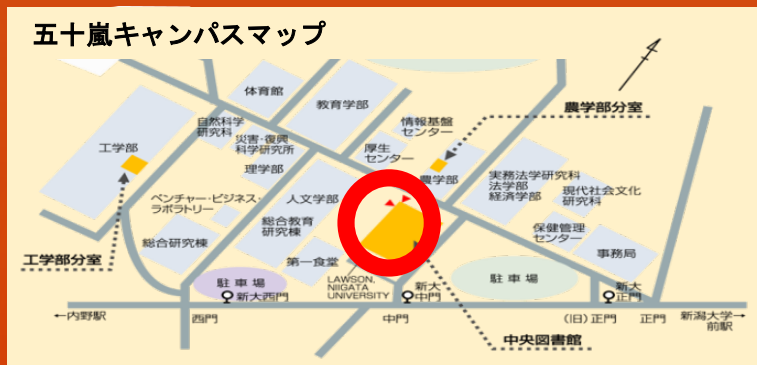 五十嵐キャンパスマップ
体育館
教育学部
情報基盤
センター
農学部分室
自然科学
研究科
災害・復興
科学研究所
厚生
センター
工学部
理学部
農学部
実務法学研究科
法学部
経済学部
現代社会文化
研究科
ベンチャー・ビジネス・
ラボラトリー
人文学部
総合教育
研究棟
総合研究棟
保健管理
センター
事務局
工学部分室
第一食堂
駐車場
LAWSON,
NIIGATA
UNIVERSITY
新大
中門
駐車場
新大
正門
新大西門
←内野駅
西門
中門
(旧)正門
正門
新潟大学→
前駅
中央図書館